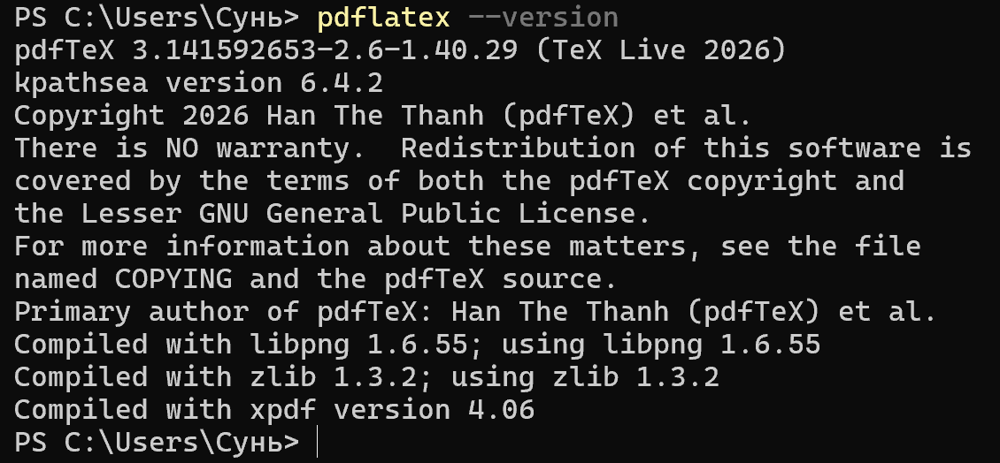 PS C:\Users\Сунь> pdflatex --version
pdfTeX 3.141592653-2.6-1.40.29 (TeX Live 2026)
kpathsea version 6.4.2
Copyright 2026 Han The Thanh (pdfTeX) et al.
There is NO warranty.  Redistribution of this software is
covered by the terms of both the pdfTeX copyright and
the Lesser GNU General Public License.
For more information about these matters, see the file
named COPYING and the pdfTeX source.
Primary author of pdfTeX: Han The Thanh (pdfTeX) et al.
Compiled with libpng 1.6.55; using libpng 1.6.55
Compiled with zlib 1.3.2; using zlib 1.3.2
Compiled with xpdf version 4.06
PS C:\Users\Сунь>